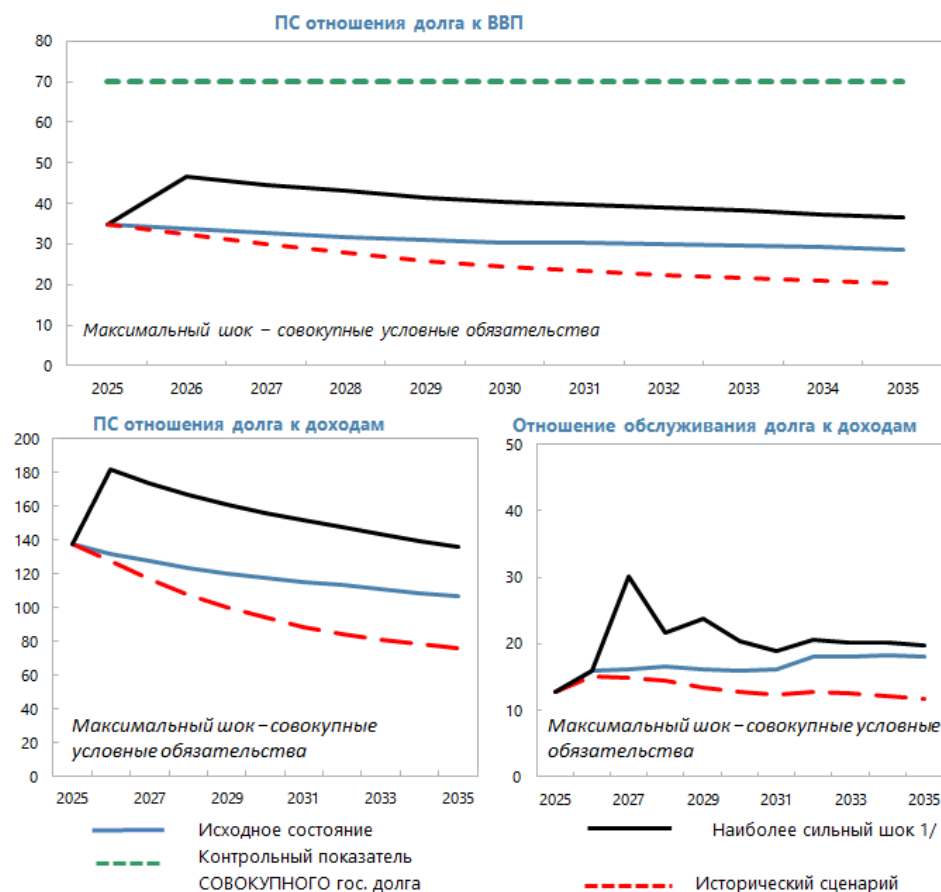 ПС отношения долга к ВВП
80
70
60
50
40
30
20
10
0
Максимальный шок – совокупные условные обязательства
2025 2026 2027 2028 2029 2030 2031 2032 2033 2034 2035
ПС отношения долга к доходам
200
180
160
140
120
100
80
60
40
20
0
Максимальный шок – совокупные
условные обязательства
2025 2027 2029 2031 2033 2035
Отношение обслуживания долга к доходам
50
40
30
20
10
0
Максимальный шок – совокупные условные
обязательства
2025 2027 2029 2031 2033 2035
Исходное состояние
Наиболее сильный шок 1/
Контрольный показатель
СОВОКУПНОГО гос. долга
Исторический сценарий